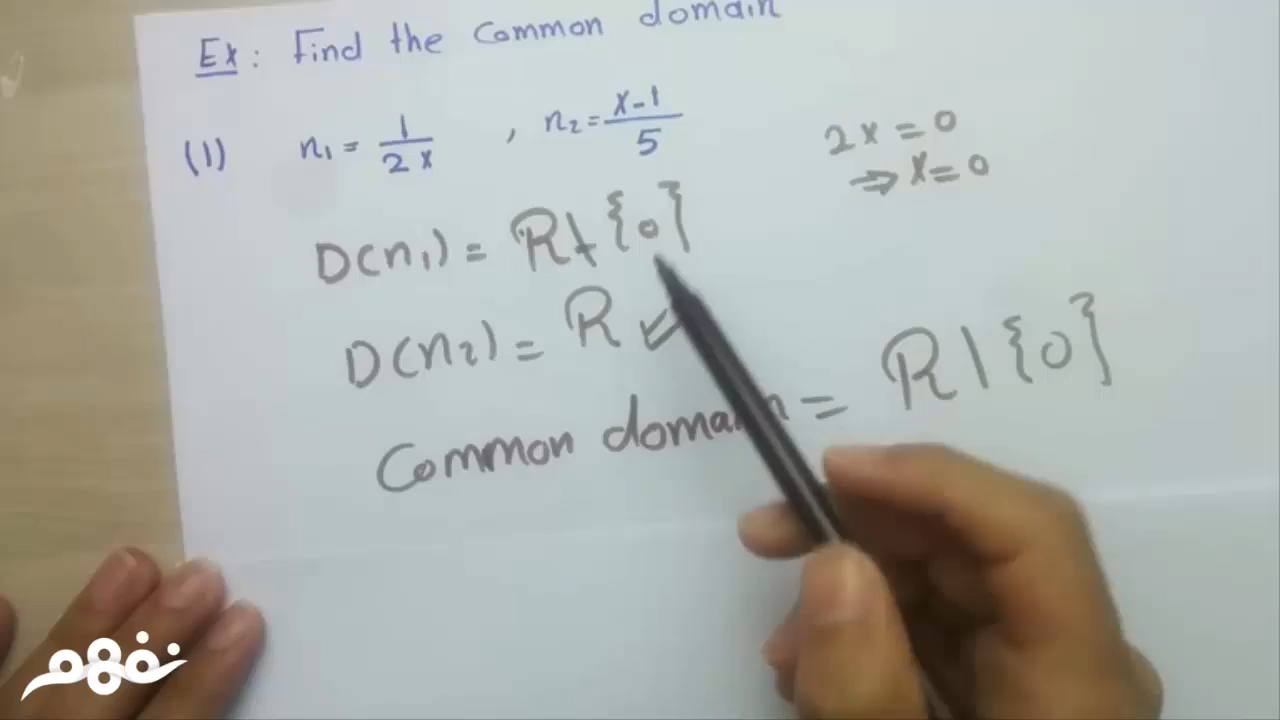 Ex: Find the common domain
(1) n₁ = 1/2x , n₂ = x-1/5
2x = 0
⇒ x = 0
D(n₁) = R \ {0}
D(n₂) = R ✓
Common domain = R \ {0}
نفهم